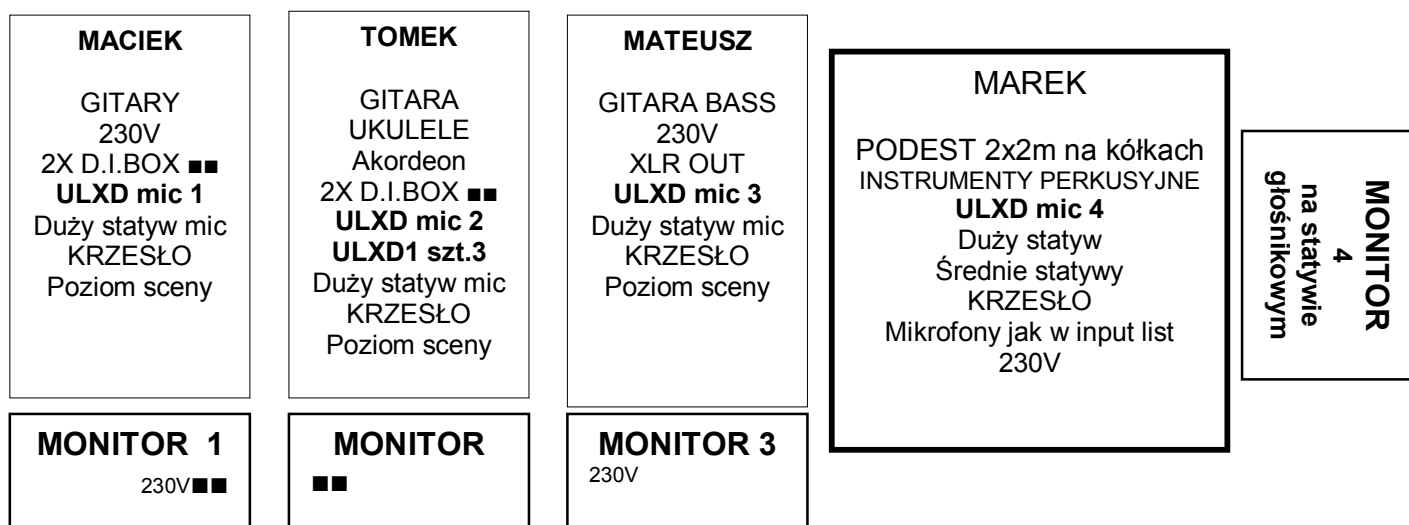 MACIEK
GITARY
230V
2X D.I.BOX ■■
ULXD mic 1
Duży statyw mic
KRZESŁO
Poziom sceny
TOMEK
GITARA
UKULELE
Akordeon
2X D.I.BOX ■■
ULXD mic 2
ULXD1 szt.3
Duży statyw mic
KRZESŁO
Poziom sceny
MATEUSZ
GITARA BASS
230V
XLR OUT
ULXD mic 3
Duży statyw mic
KRZESŁO
Poziom sceny
MAREK
PODEST 2x2m na kółkach
INSTRUMENTY PERKUSYJNE
ULXD mic 4
Duży statyw
Średnie statywy
KRZESŁO
Mikrofony jak w input list
230V
MONITOR
4
na statywie
głośnikowym
MONITOR 1
230V■■
MONITOR
■■
MONITOR 3
230V